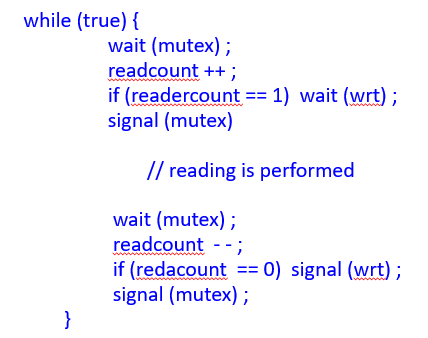 while (true) {
wait (mutex) ;
readcount ++ ;
if (readercount == 1) wait (wrt) ;
signal (mutex)
// reading is performed
wait (mutex) ;
readcount - - ;
if (redacount == 0) signal (wrt) ;
signal (mutex) ;
}